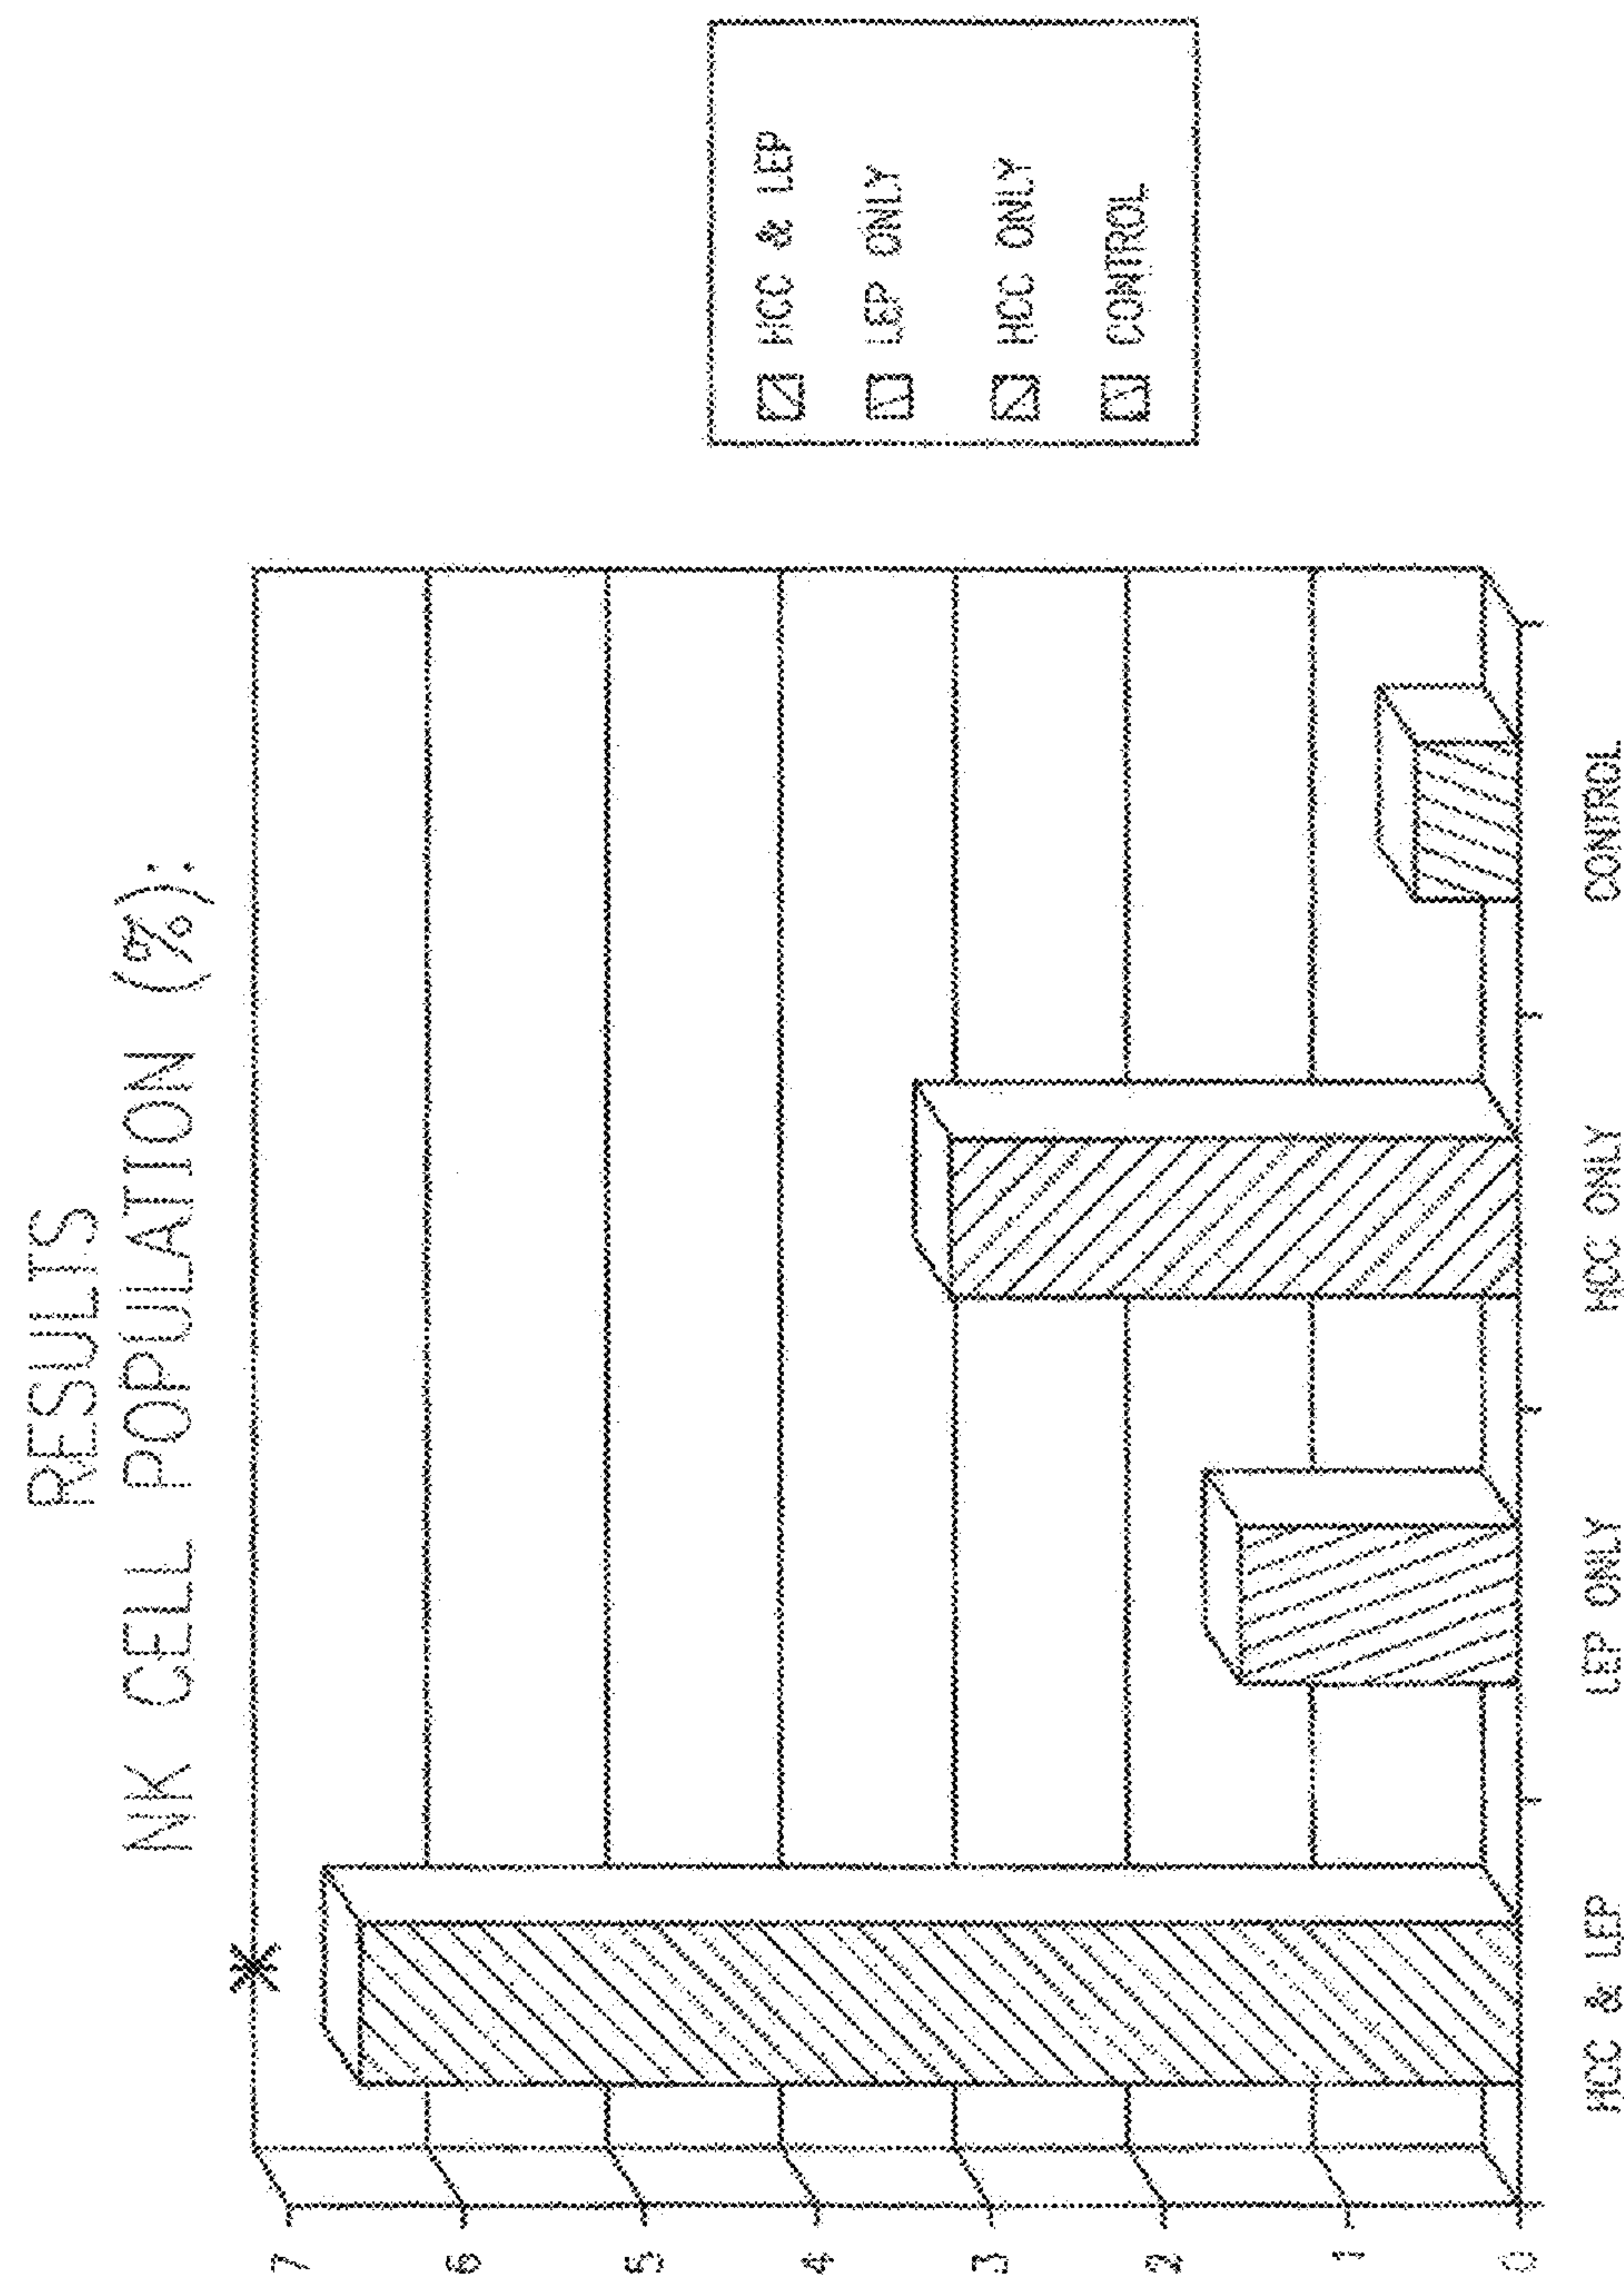 RESULTS
NK CELL POPULATION (%):
*
7
6
5
4
3
2
1
0
HCC & LEP
LEP ONLY
HCC ONLY
CONTROL
HCC & LEP
LEP ONLY
HCC ONLY
CONTROL